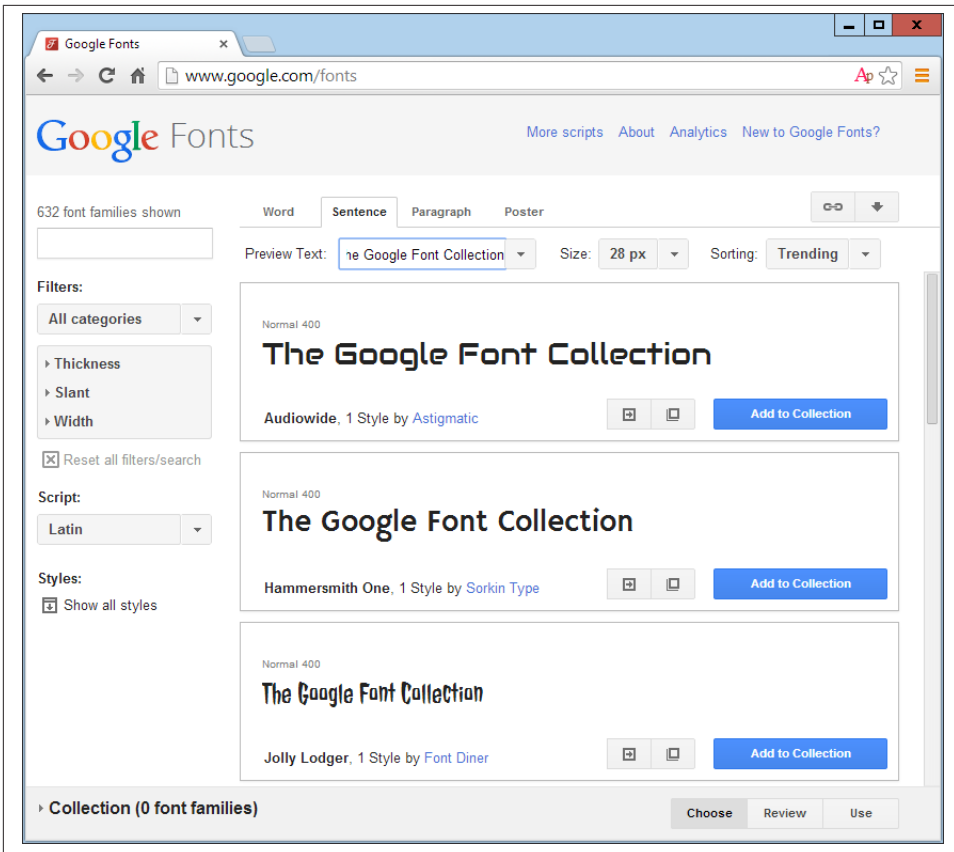 Google Fonts
www.google.com/fonts
Ap
Google Fonts
More scripts About Analytics New to Google Fonts?
632 font families shown
Word Sentence Paragraph Poster
Preview Text: he Google Font Collection Size: 28 px Sorting: Trending
Filters:
All categories
Thickness
Slant
Width
Reset all filters/search
Script:
Latin
Styles:
Show all styles
Normal 400
The Google Font Collection
Audiowide, 1 Style by Astigmatic
Add to Collection
Normal 400
The Google Font Collection
Hammersmith One, 1 Style by Sorkin Type
Add to Collection
Normal 400
The Google Font Collection
Jolly Lodger, 1 Style by Font Diner
Add to Collection
Collection (0 font families)
Choose Review Use